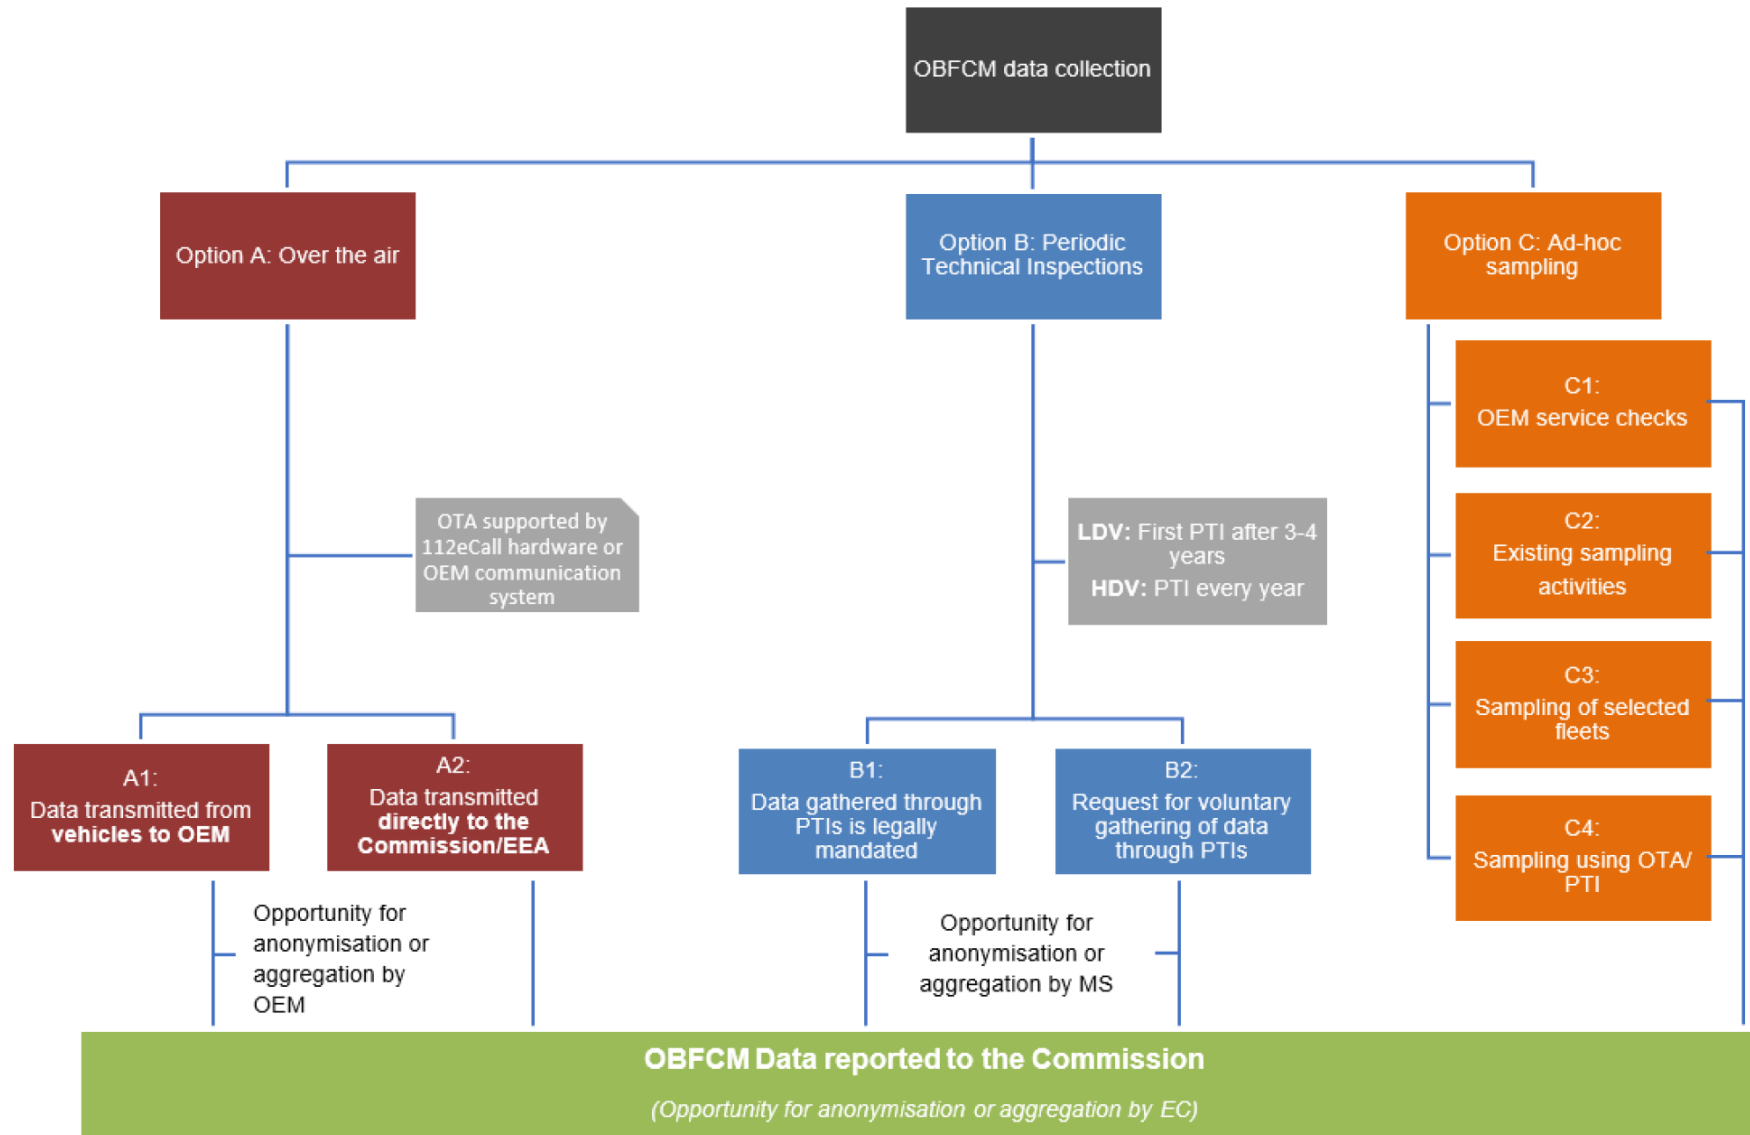 OBFCM data collection
Option A: Over the air
Option B: Periodic
Technical Inspections
Option C: Ad-hoc
sampling
C1:
OEM service checks
OTA supported by
112eCall hardware or
OEM communication
system
LDV: First PTI after 3-4
years
HDV: PTI every year
C2:
Existing sampling
activities
C3:
Sampling of selected
fleets
A1:
Data transmitted from
vehicles to OEM
A2:
Data transmitted
directly to the
Commission/EEA
B1:
Data gathered through
PTIs is legally
mandated
B2:
Request for voluntary
gathering of data
through PTIs
C4:
Sampling using OTA/
PTI
Opportunity for
anonymisation or
aggregation by
OEM
Opportunity for
anonymisation or
aggregation by MS
OBFCM Data reported to the Commission
(Opportunity for anonymisation or aggregation by EC)